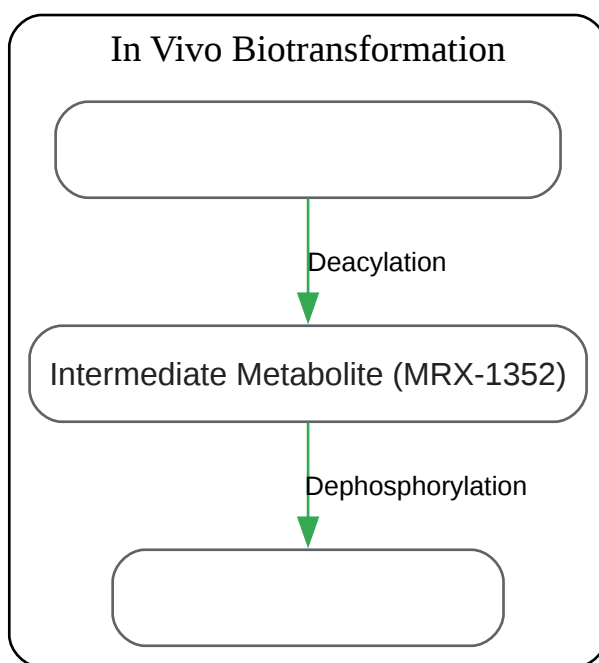 In Vivo Biotransformation
Deacylation
Intermediate Metabolite (MRX-1352)
Dephosphorylation